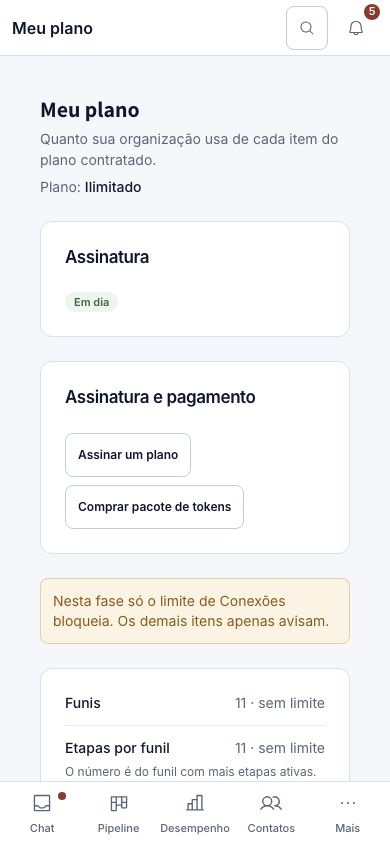 Meu plano
5
Meu plano
Quanto sua organização usa de cada item do
plano contratado.
Plano: Ilimitado
Assinatura
Em dia
Assinatura e pagamento
Assinar um plano
Comprar pacote de tokens
Nesta fase só o limite de Conexões
bloqueia. Os demais itens apenas avisam.
Funis 11 · sem limite
Etapas por funil 11 · sem limite
O número é do funil com mais etapas ativas.
Chat Pipeline Desempenho Contatos Mais